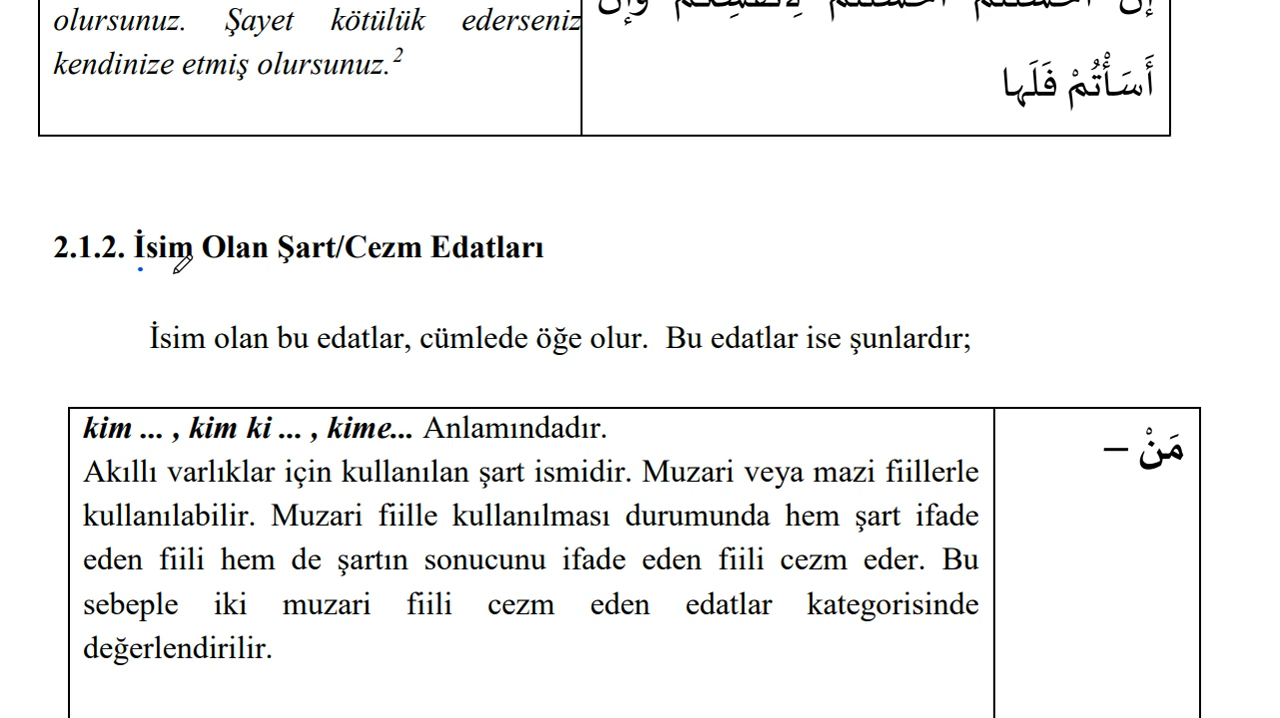 olursunuz. Şayet kötülük ederseniz
kendinize etmiş olursunuz.2
أَسَأْتُمْ فَلَها
2.1.2. İsim Olan Şart/Cezm Edatları
İsim olan bu edatlar, cümlede öğe olur. Bu edatlar ise şunlardır;
kim ... , kim ki ... , kime... Anlamındadır.
Akıllı varlıklar için kullanılan şart ismidir. Muzari veya mazi fiillerle
kullanılabilir. Muzari fiille kullanılması durumunda hem şart ifade
eden fiili hem de şartın sonucunu ifade eden fiili cezm eder. Bu
sebeple iki muzari fiili cezm eden edatlar kategorisinde
değerlendirilir.
مَنْ –